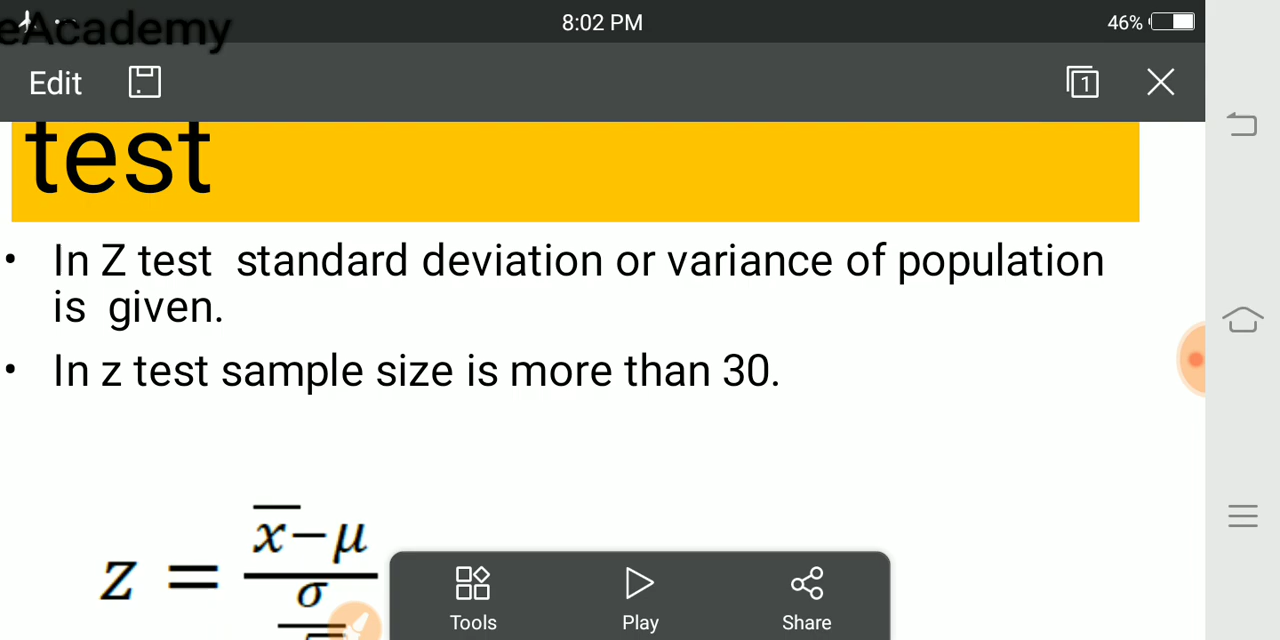 eAcademy
8:02 PM
46%
Edit
1
test
• In Z test standard deviation or variance of population
is given.
• In z test sample size is more than 30.
x̅ − μ
z =
σ
Tools
Play
Share